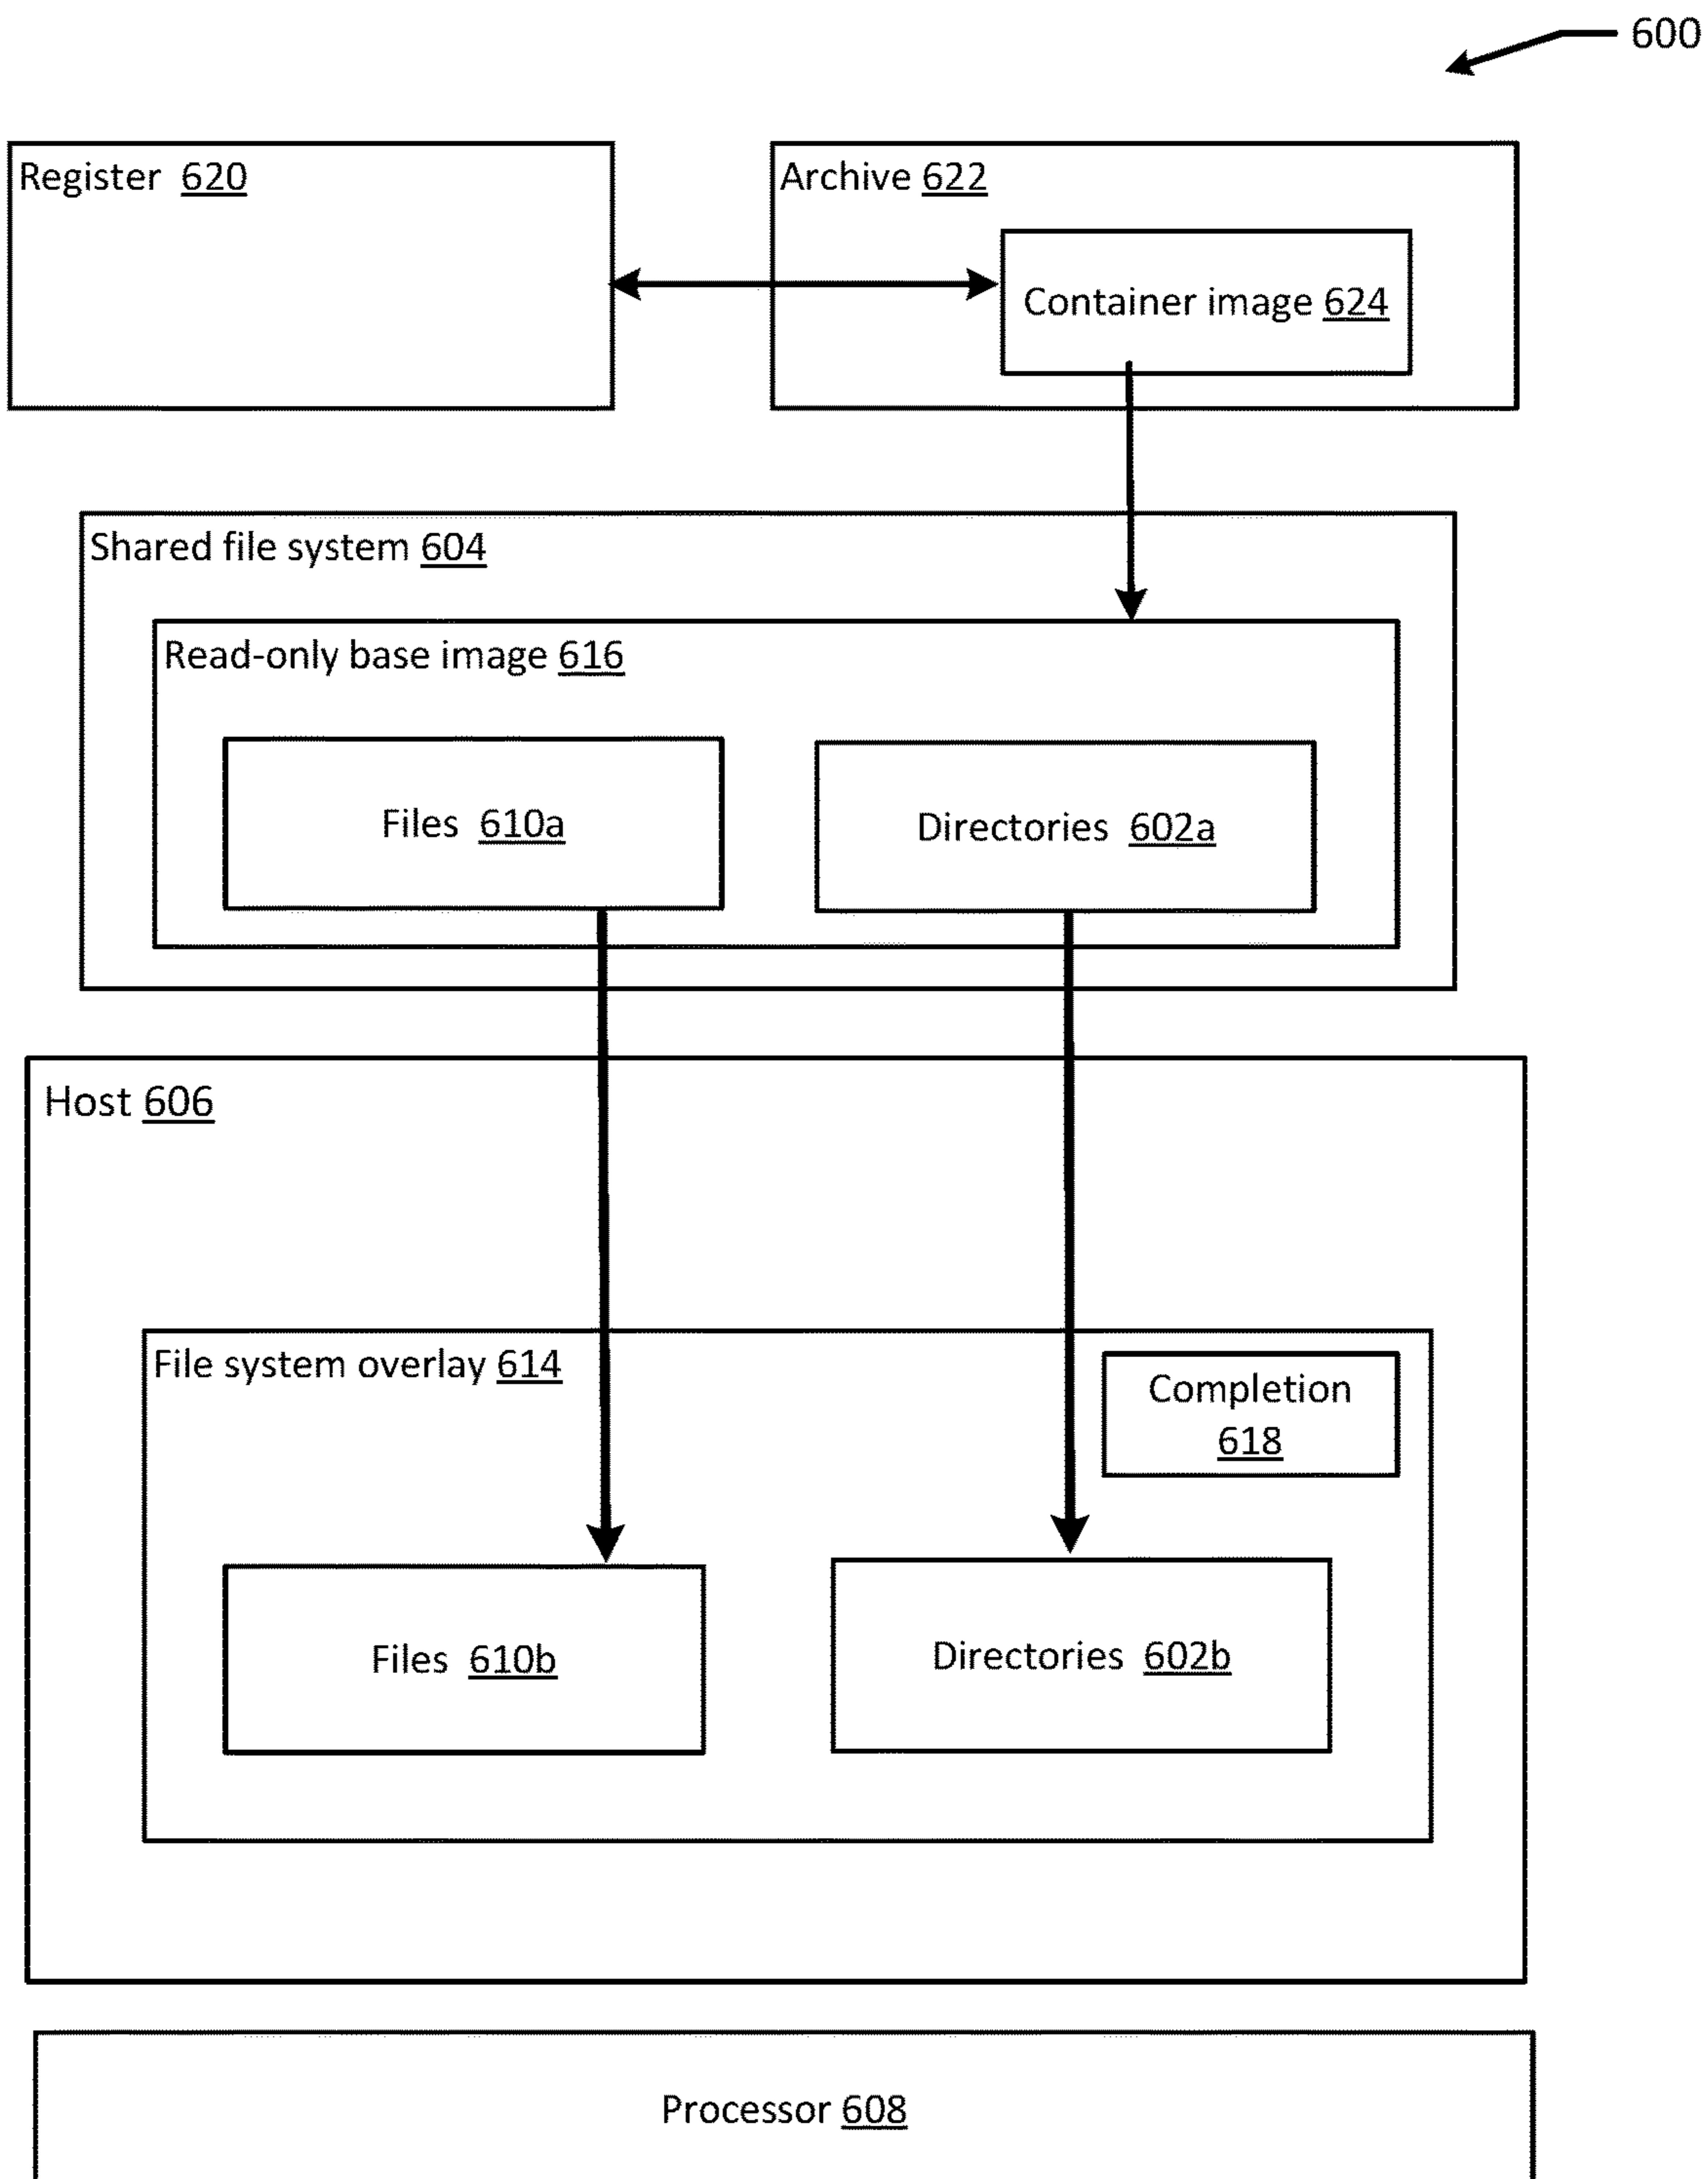 600
Register 620
Archive 622
Container image 624
Shared file system 604
Read-only base image 616
Files 610a
Directories 602a
Host 606
File system overlay 614
Completion
618
Files 610b
Directories 602b
Processor 608